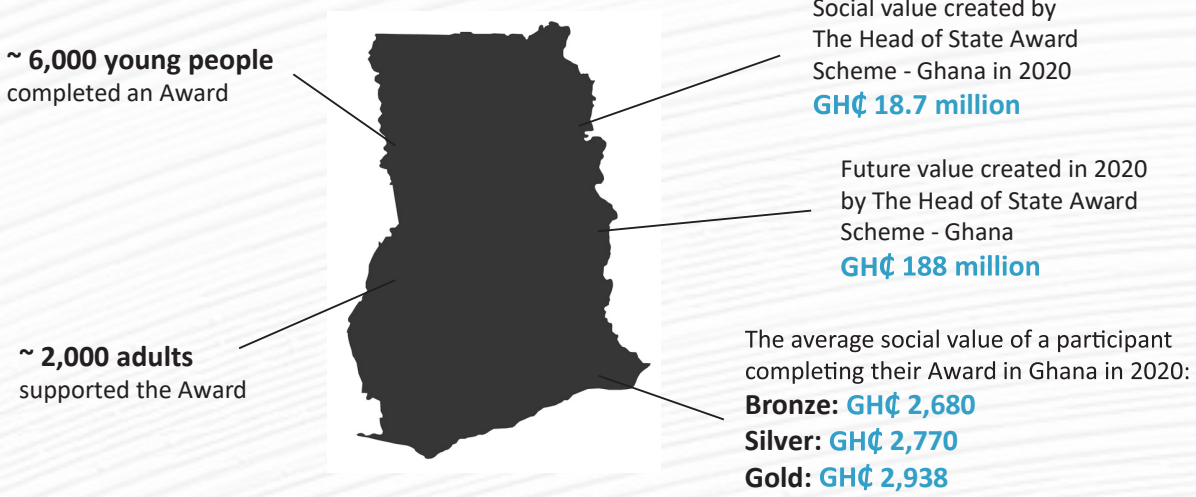 ~ 6,000 young people
completed an Award
~ 2,000 adults
supported the Award
Social value created by
The Head of State Award
Scheme - Ghana in 2020
GH₵ 18.7 million
Future value created in 2020
by The Head of State Award
Scheme - Ghana
GH₵ 188 million
The average social value of a participant
completing their Award in Ghana in 2020:
Bronze: GH₵ 2,680
Silver: GH₵ 2,770
Gold: GH₵ 2,938